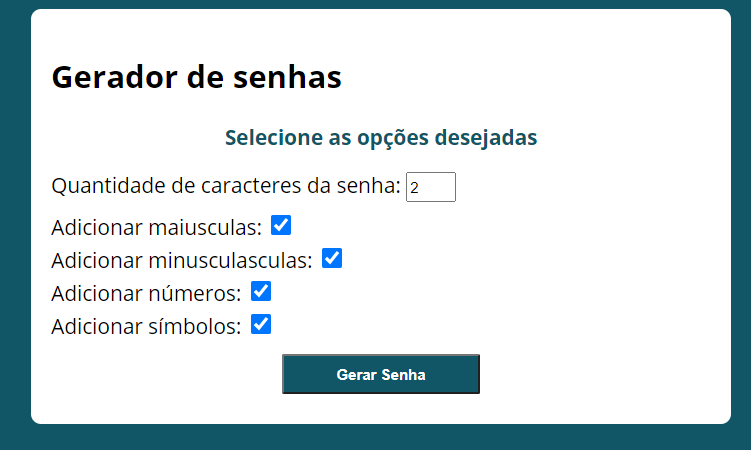 Gerador de senhas
Selecione as opções desejadas
Quantidade de caracteres da senha: 2
Adicionar maiusculas:
Adicionar minusculasculas:
Adicionar números:
Adicionar símbolos:
Gerar Senha